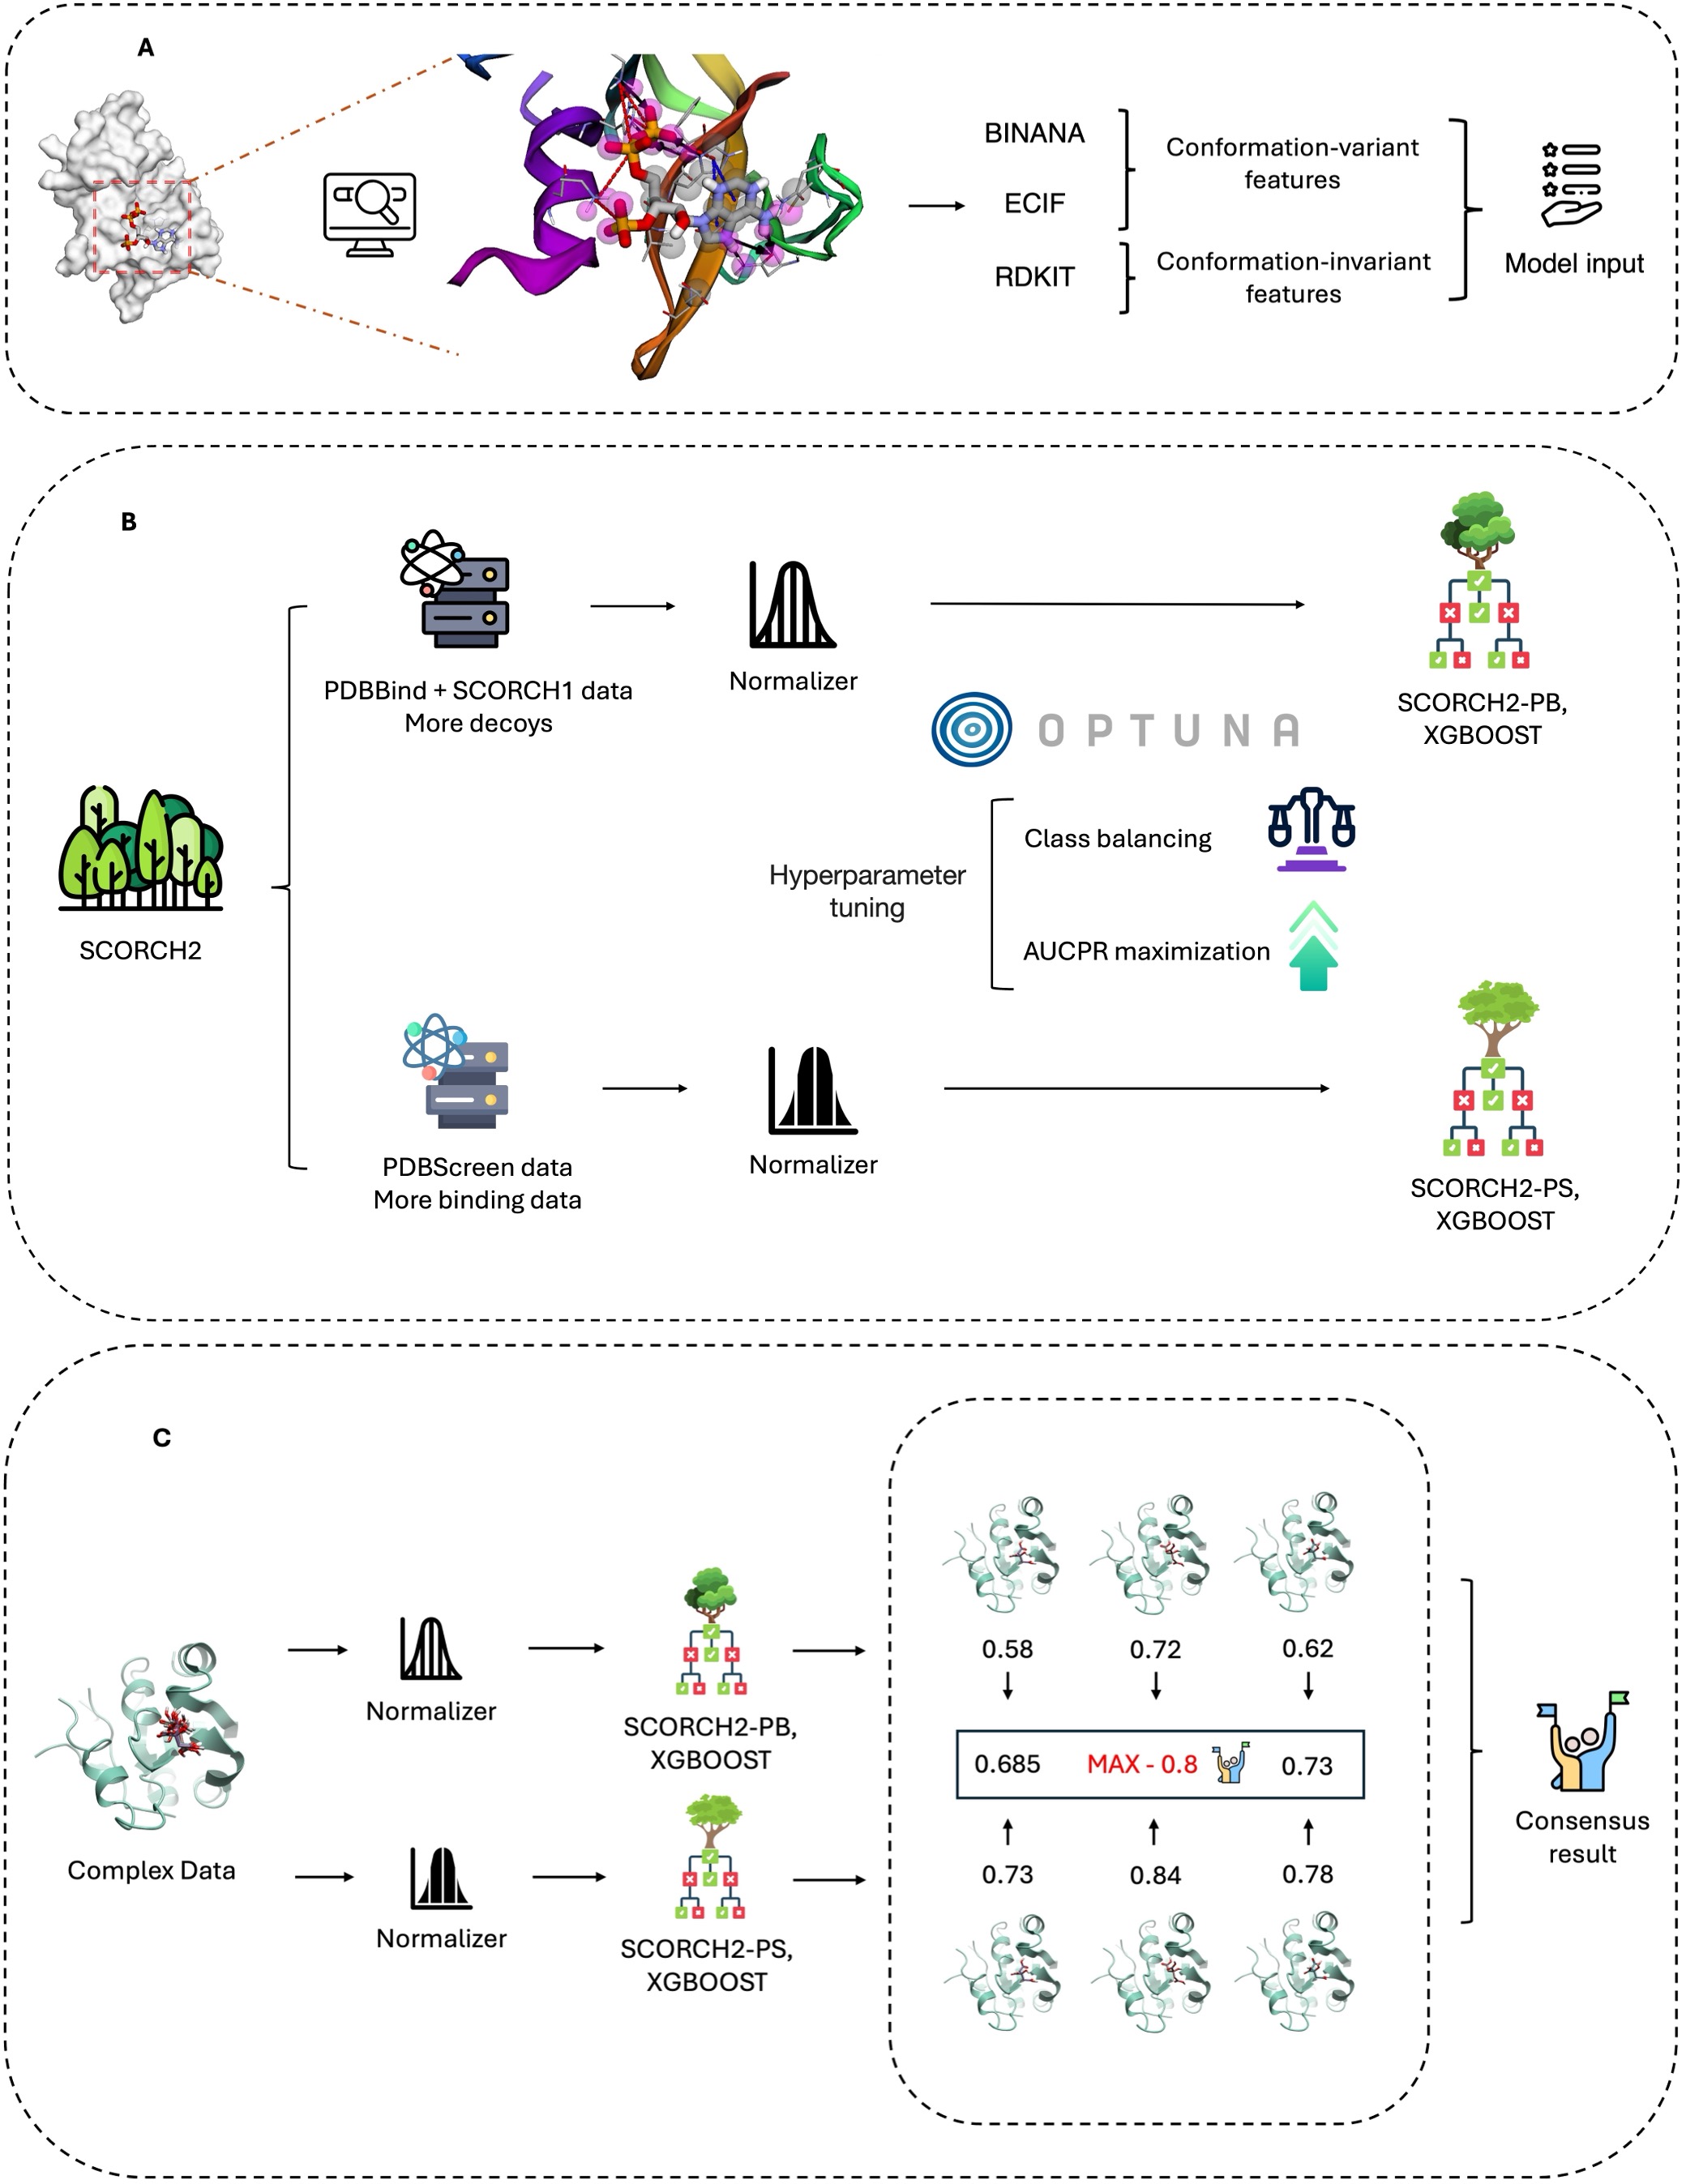 A
BINANA
ECIF
RDKIT
Conformation-variant
features
Conformation-invariant
features
Model input
B
PDBBind + SCORCH1 data
More decoys
Normalizer
SCORCH2-PB,
XGBOOST
OPTUNA
Class balancing
Hyperparameter
tuning
AUCPR maximization
SCORCH2
PDBScreen data
More binding data
Normalizer
SCORCH2-PS,
XGBOOST
C
Complex Data
Normalizer
SCORCH2-PB,
XGBOOST
Normalizer
SCORCH2-PS,
XGBOOST
0.58 0.72 0.62
0.685 MAX - 0.8 0.73
0.73 0.84 0.78
Consensus
result